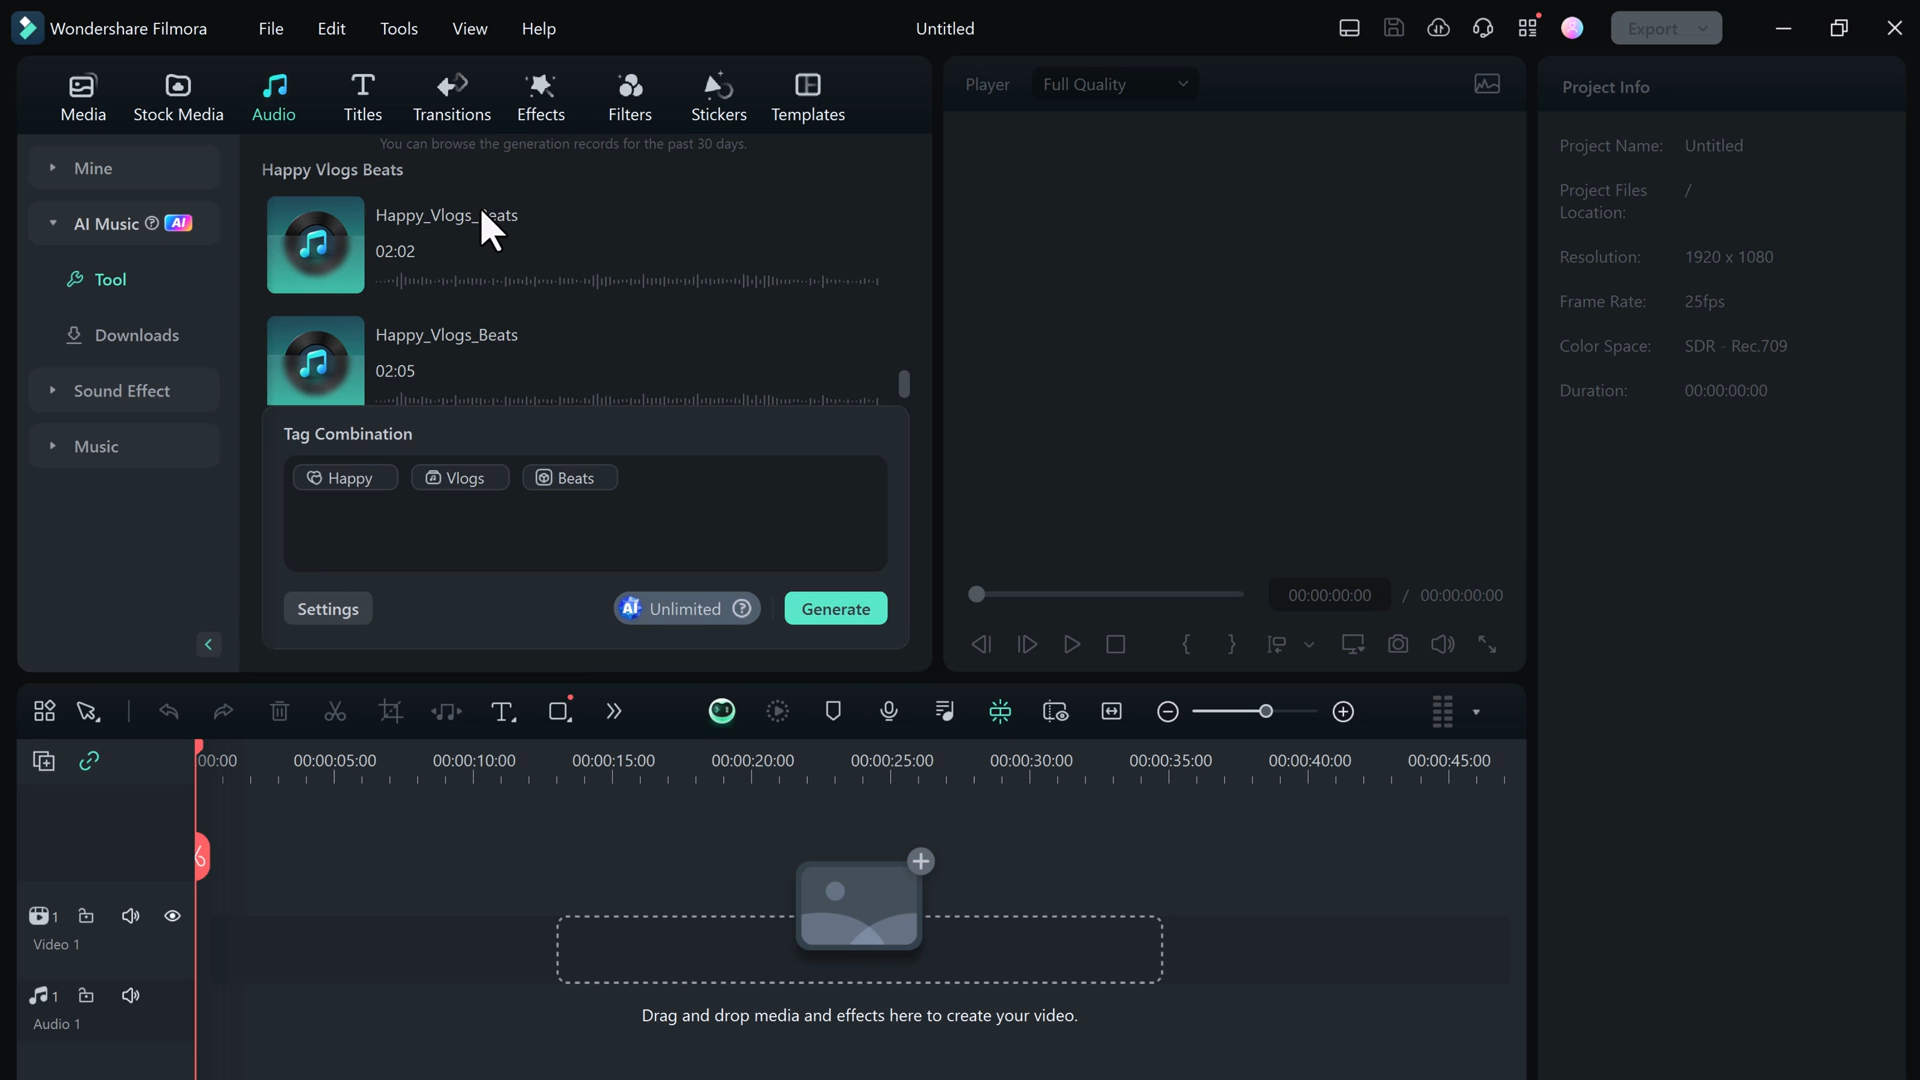 Wondershare Filmora
File
Edit
Tools
View
Help
Untitled
Export
Media
Stock Media
Audio
Titles
Transitions
Effects
Filters
Stickers
Templates
Player
Full Quality
Project Info
You can browse the generation records for the past 30 days.
Mine
AI Music
AI
Tool
Downloads
Sound Effect
Music
Happy Vlogs Beats
Happy_Vlogs_Beats
02:02
Happy_Vlogs_Beats
02:05
Tag Combination
Happy
Vlogs
Beats
Settings
AI Unlimited
Generate
Project Name: Untitled
Project Files Location: /
Resolution: 1920 x 1080
Frame Rate: 25fps
Color Space: SDR - Rec.709
Duration: 00:00:00:00
00:00:00:00 / 00:00:00:00
:00:00
00:00:05:00
00:00:10:00
00:00:15:00
00:00:20:00
00:00:25:00
00:00:30:00
00:00:35:00
00:00:40:00
00:00:45:00
1
Video 1
1
Audio 1
Drag and drop media and effects here to create your video.